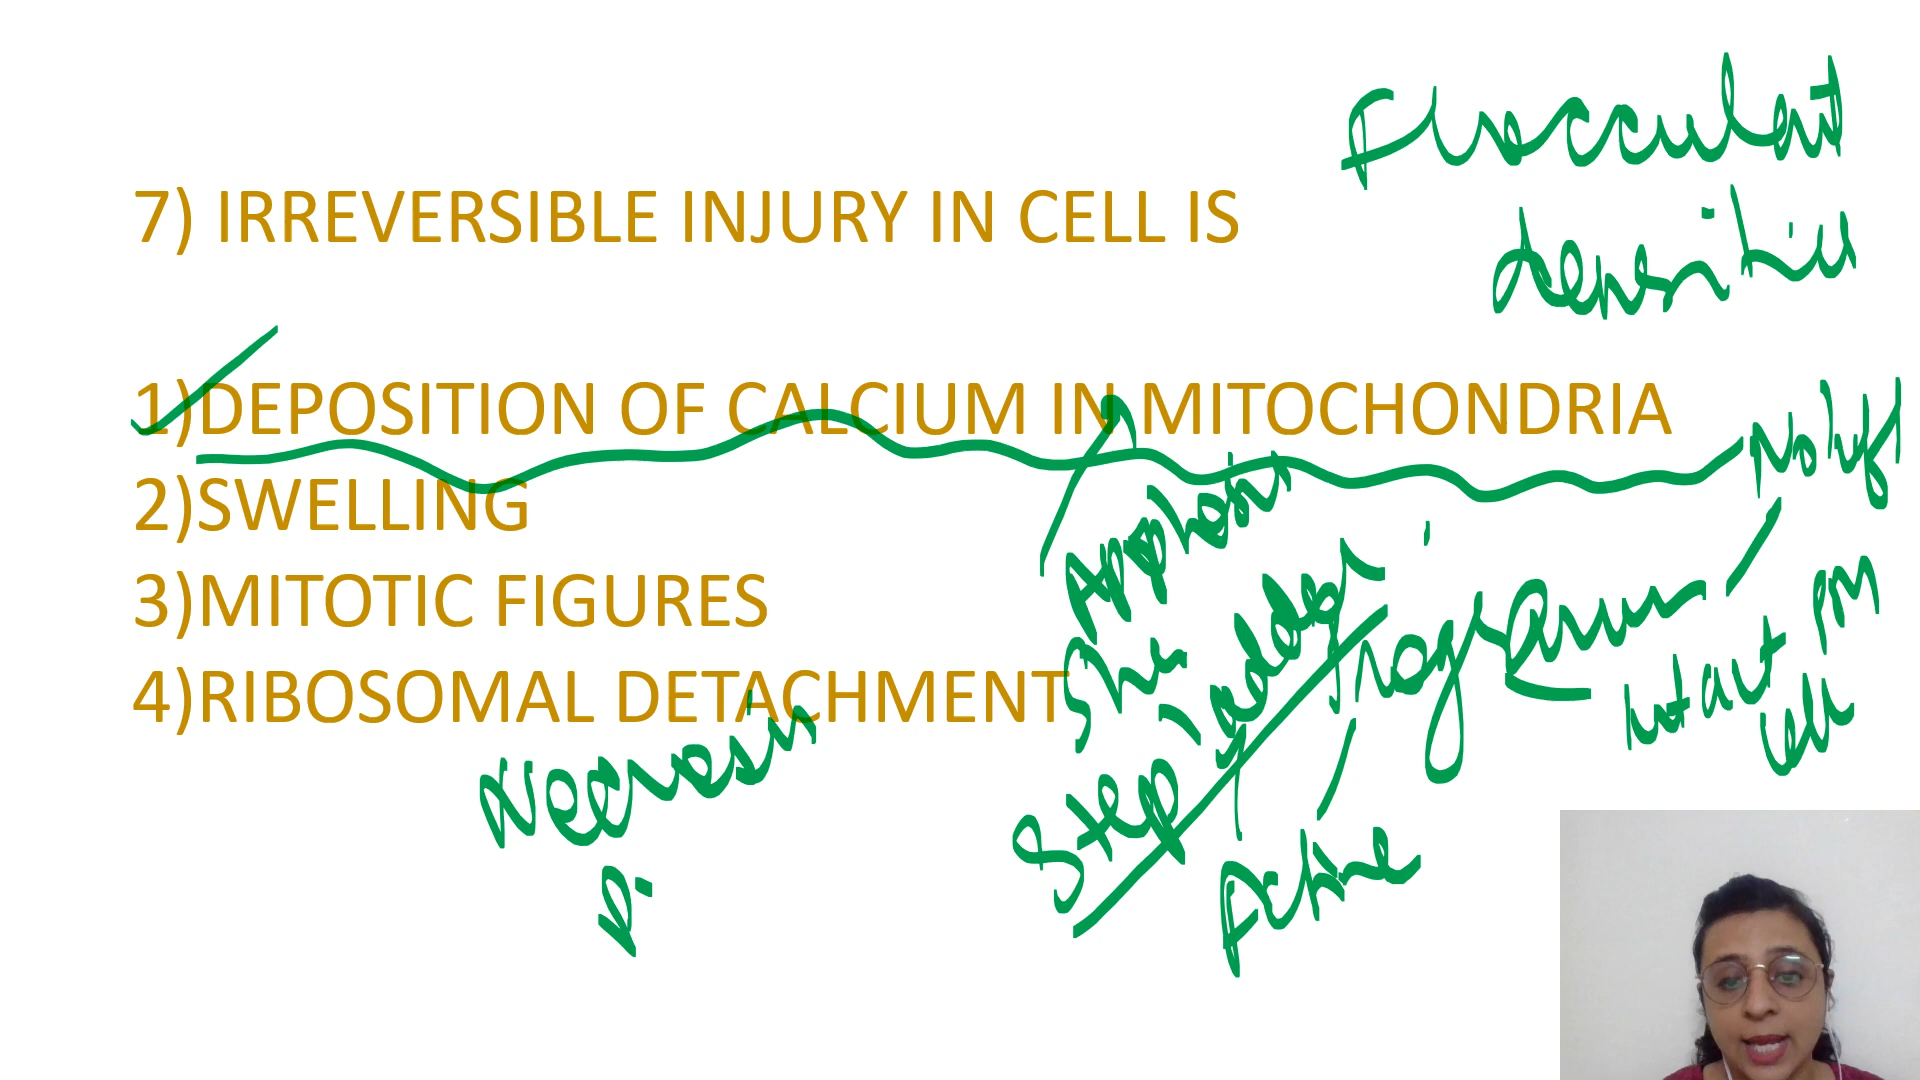 Flocculent
densities
7) IRREVERSIBLE INJURY IN CELL IS
1)DEPOSITION OF CALCIUM IN MITOCHONDRIA
2)SWELLING
3)MITOTIC FIGURES
4)RIBOSOMAL DETACHMENT
Apoptosis
Step ladder
Active
Intact PM
Cell
Necrosis